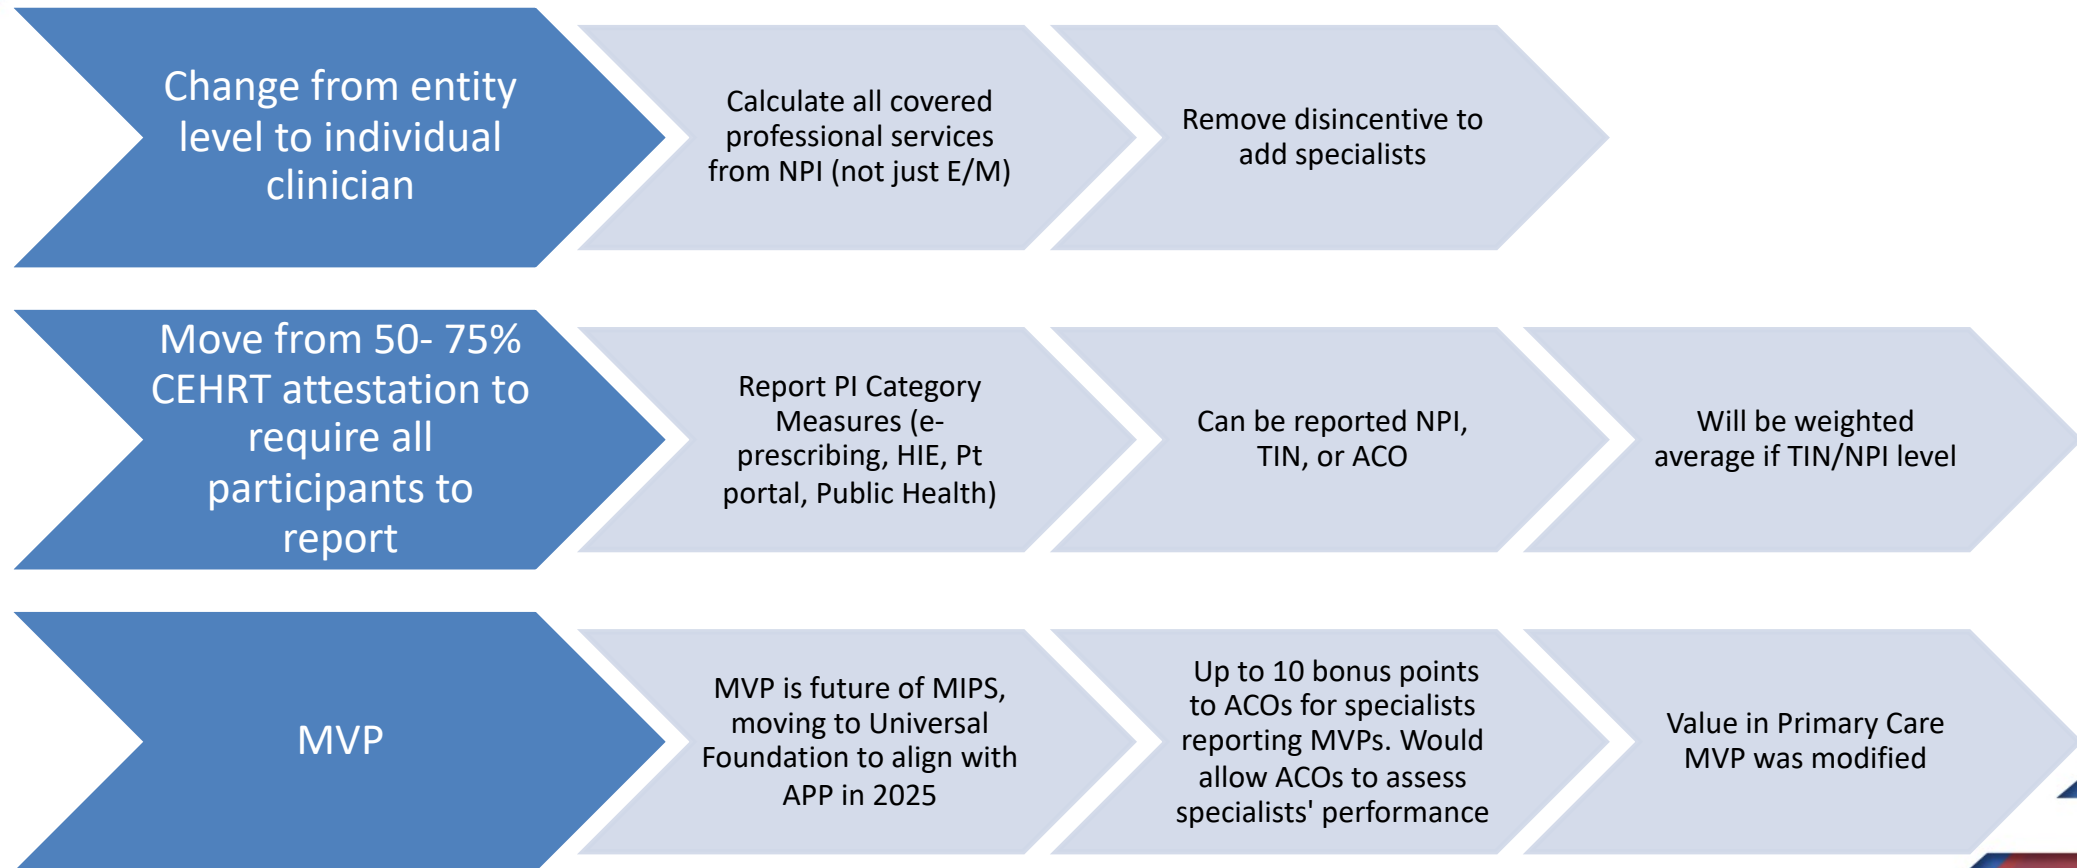 Change from entity
level to individual
clinician
Calculate all covered
professional services
from NPI (not just E/M)
Remove disincentive to
add specialists
Move from 50- 75%
CEHRT attestation to
require all
participants to
report
Report PI Category
Measures (e-
prescribing, HIE, Pt
portal, Public Health)
Can be reported NPI,
TIN, or ACO
Will be weighted
average if TIN/NPI level
MVP
MVP is future of MIPS,
moving to Universal
Foundation to align with
APP in 2025
Up to 10 bonus points
to ACOs for specialists
reporting MVPs. Would
allow ACOs to assess
specialists' performance
Value in Primary Care
MVP was modified